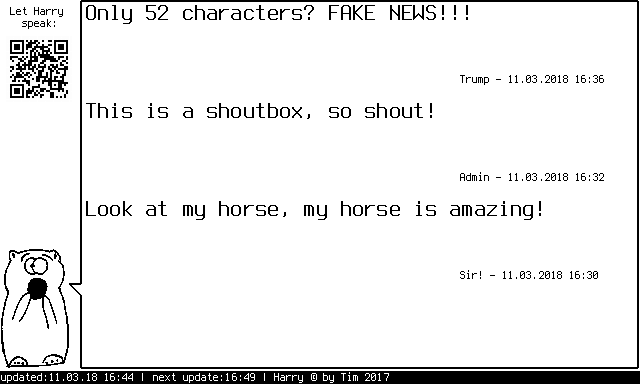 Let Harry
speak:
Only 52 characters? FAKE NEWS!!!
Trump - 11.03.2018 16:36
This is a shoutbox, so shout!
Admin - 11.03.2018 16:32
Look at my horse, my horse is amazing!
Sir! - 11.03.2018 16:30
updated:11.03.18 16:44 | next update:16:49 | Harry © by Tim 2017